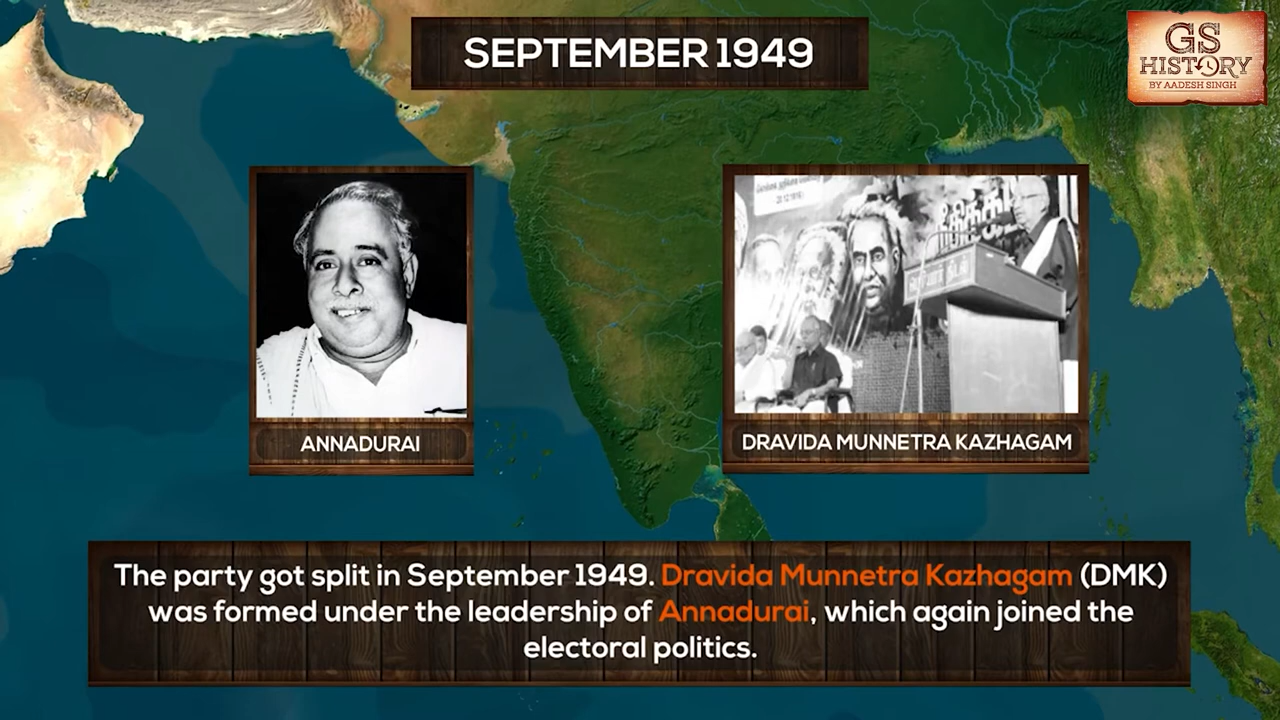 SEPTEMBER 1949
GS
HISTORY
BY AADESH SINGH
ANNADURAI
DRAVIDA MUNNETRA KAZHAGAM
The party got split in September 1949. Dravida Munnetra Kazhagam (DMK)
was formed under the leadership of Annadurai, which again joined the
electoral politics.